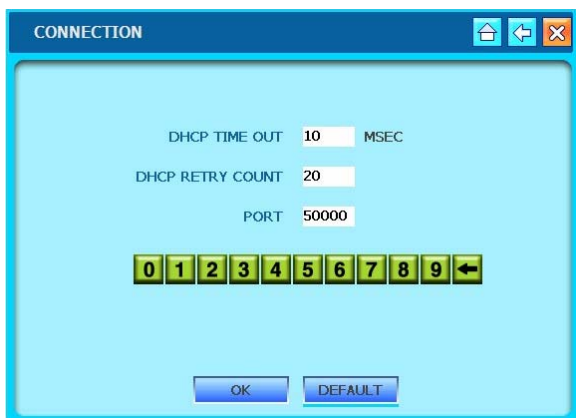 CONNECTION
DHCP TIME OUT 10 MSEC
DHCP RETRY COUNT 20
PORT 50000
0 1 2 3 4 5 6 7 8 9
OK DEFAULT